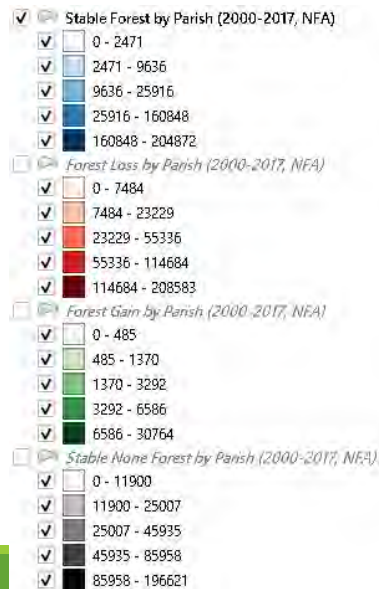 Stable Forest by Parish (2000-2017, NFA)
0 - 2471
2471 - 9636
9636 - 25916
25916 - 160848
160848 - 204872
Forest Loss by Parish (2000-2017, NFA)
0 - 7484
7484 - 23229
23229 - 55336
55336 - 114684
114684 - 208583
Forest Gain by Parish (2000-2017, NFA)
0 - 485
485 - 1370
1370 - 3292
3292 - 6586
6586 - 30764
Stable None Forest by Parish (2000-2017, NFA)
0 - 11900
11900 - 25007
25007 - 45935
45935 - 85958
85958 - 196621